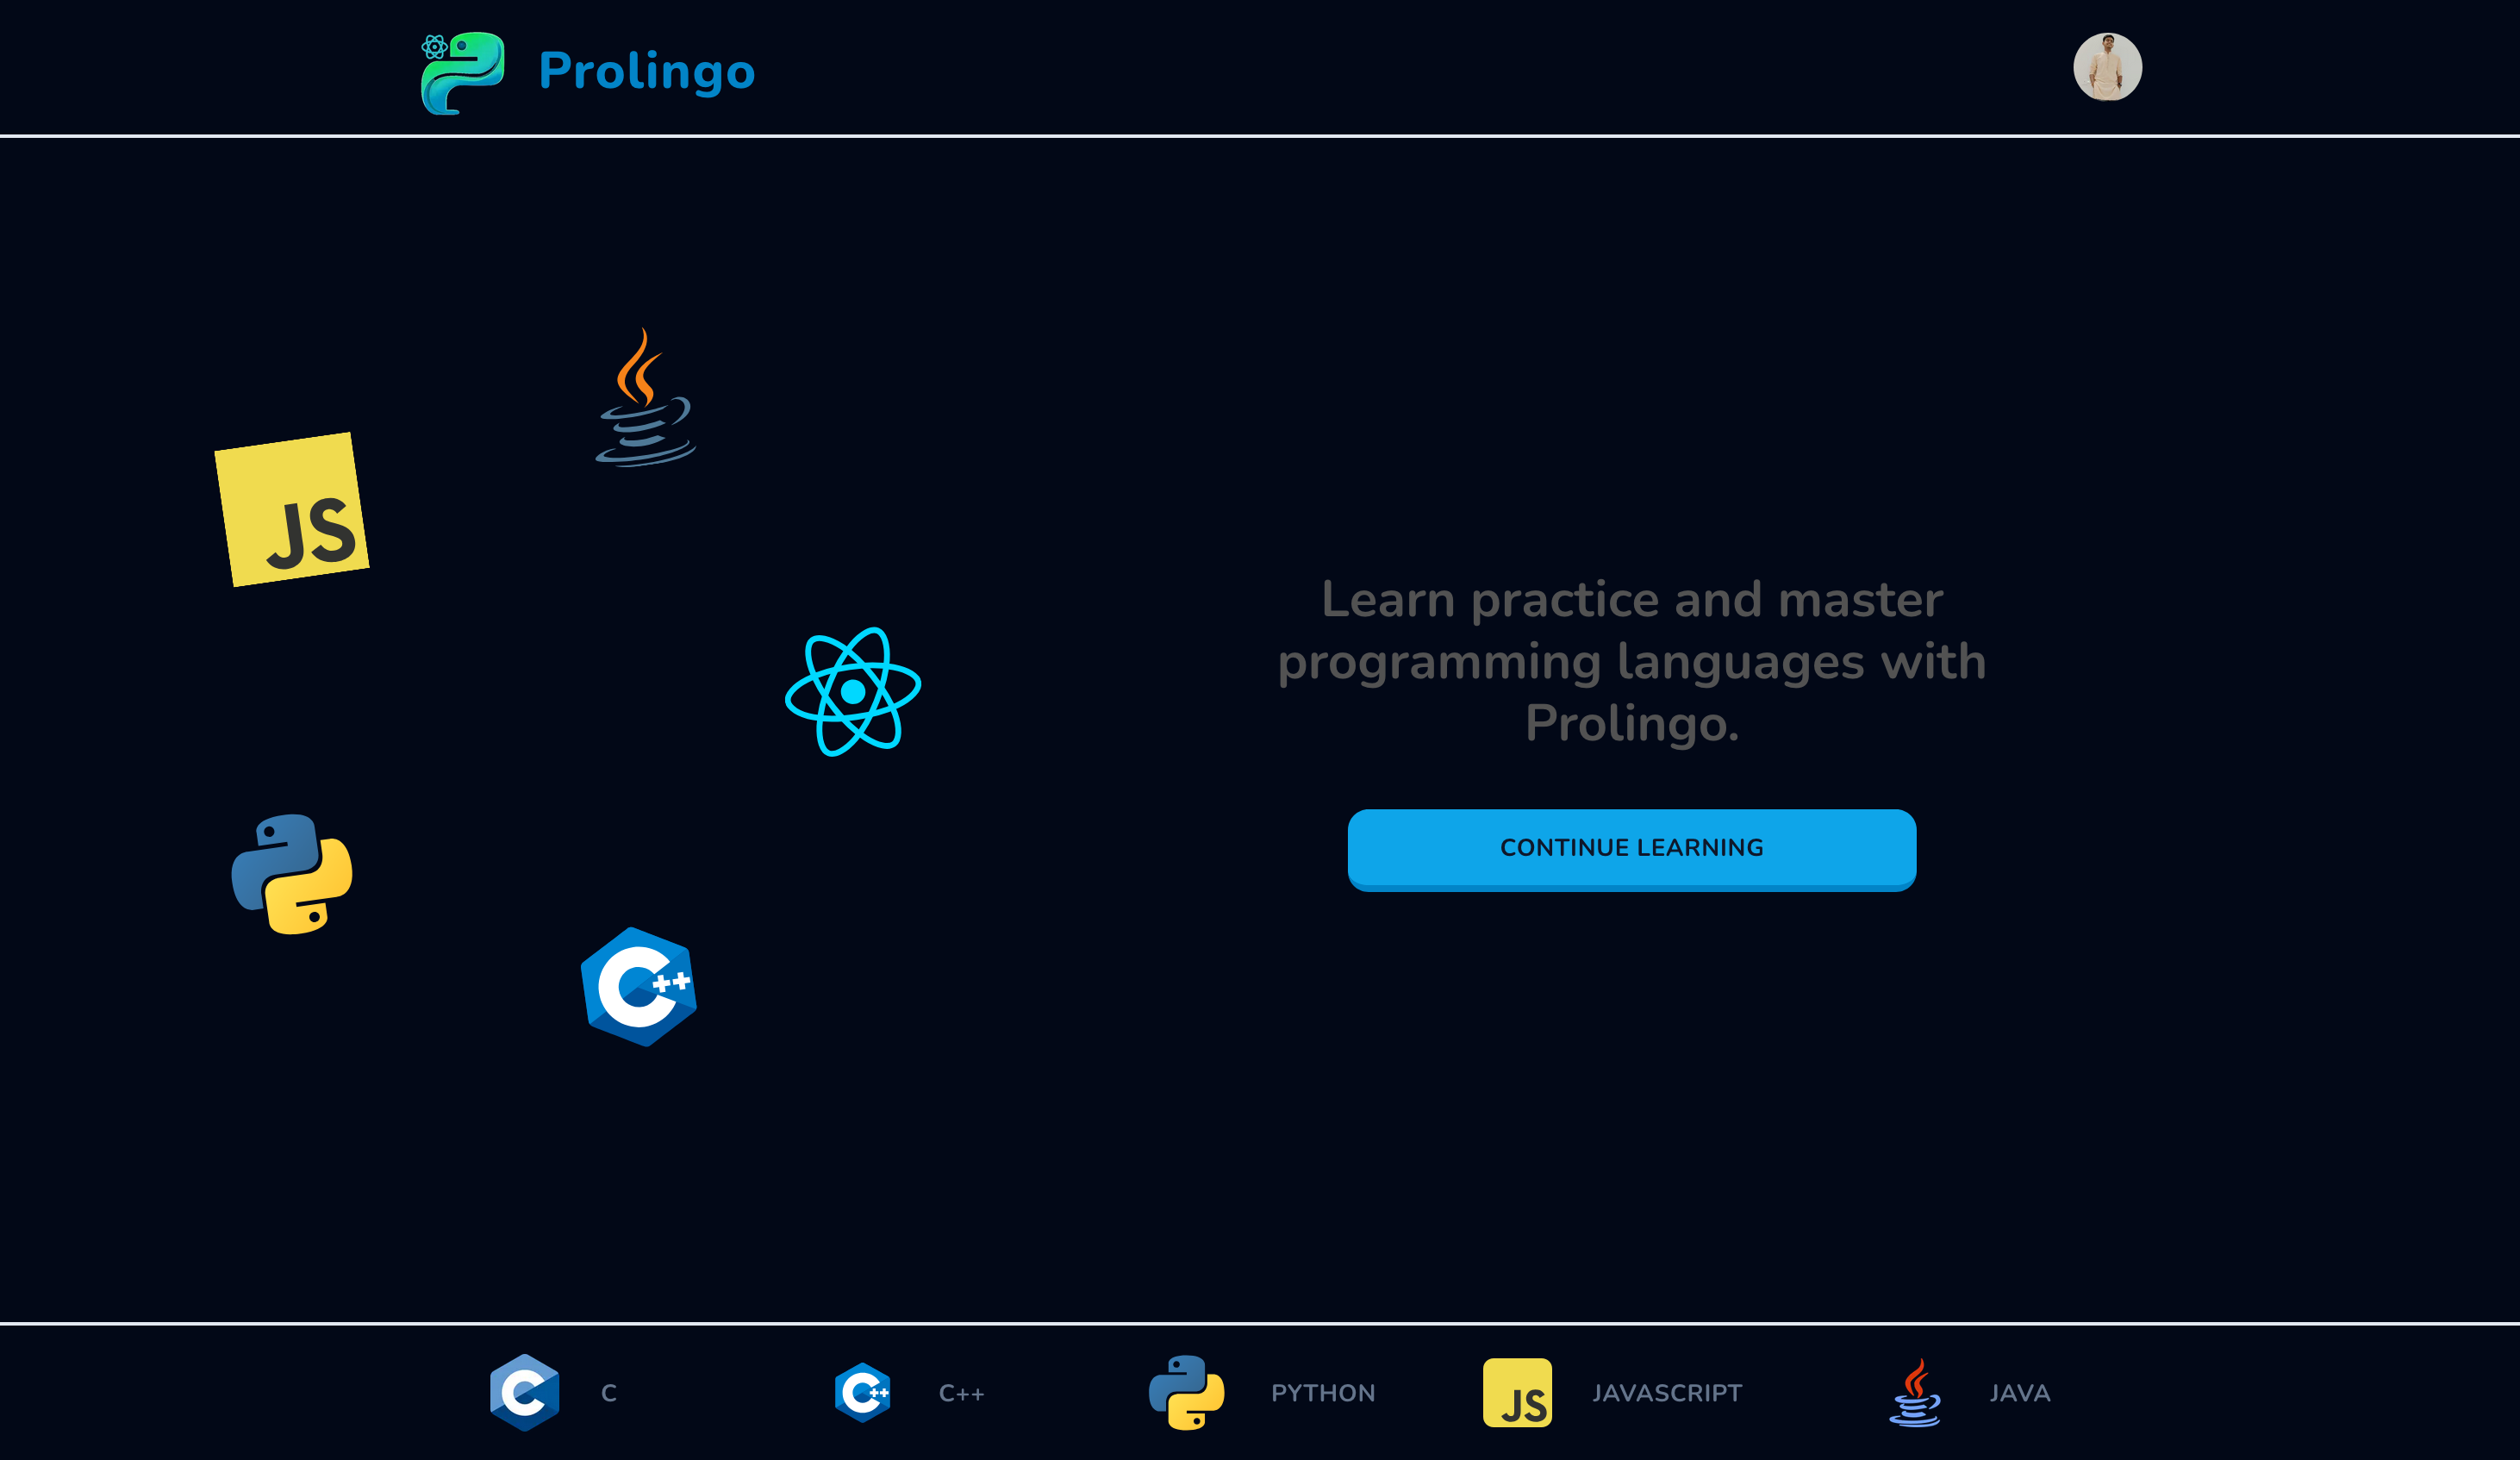 Prolingo
JS
Learn practice and master
programming languages with
Prolingo.
CONTINUE LEARNING
C++
C
C
C++
C++
PYTHON
JS
JAVASCRIPT
JAVA